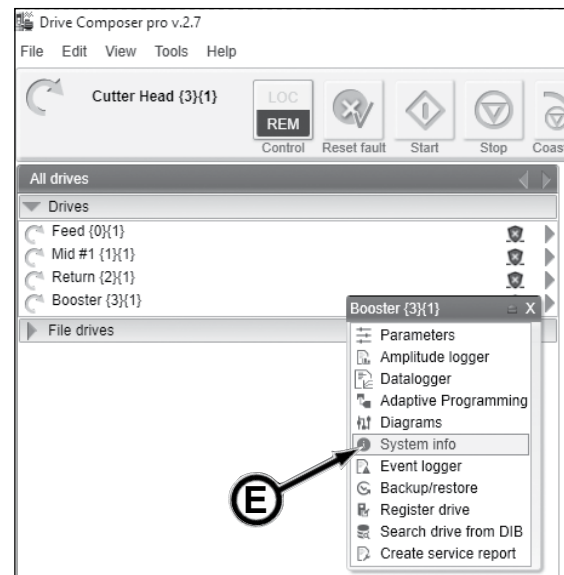 Drive Composer pro v.2.7
File Edit View Tools Help
Cutter Head {3}{1}
LOC
REM
Control Reset fault Start Stop Coas
All drives
Drives
Feed {0}{1}
Mid #1 {1}{1}
Return {2}{1}
Booster {3}{1}
File drives
Booster {3}{1} X
Parameters
Amplitude logger
Datalogger
Adaptive Programming
Diagrams
System info
Event logger
Backup/restore
Register drive
Search drive from DIB
Create service report
E